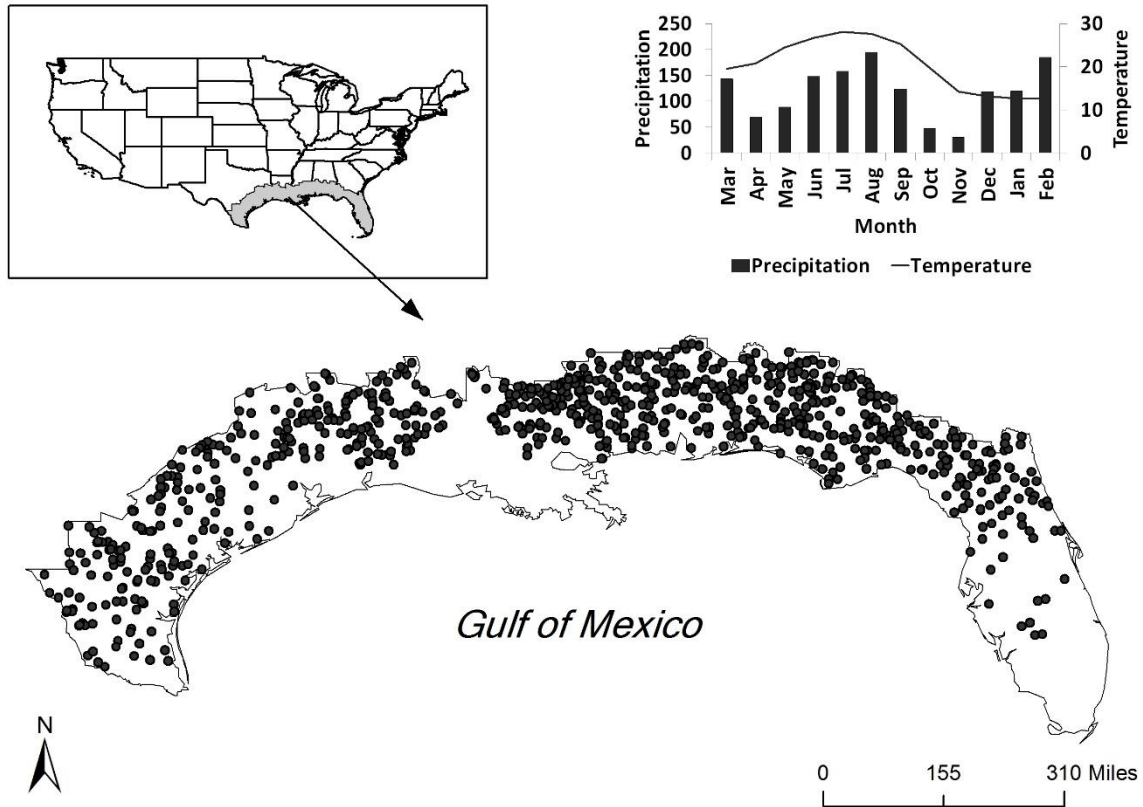 250
200
150
100
50
0
Precipitation
30
20
10
0
Temperature
Mar Apr May Jun Jul Aug Sep Oct Nov Dec Jan Feb
Month
Precipitation Temperature
Gulf of Mexico
N
0 155 310 Miles